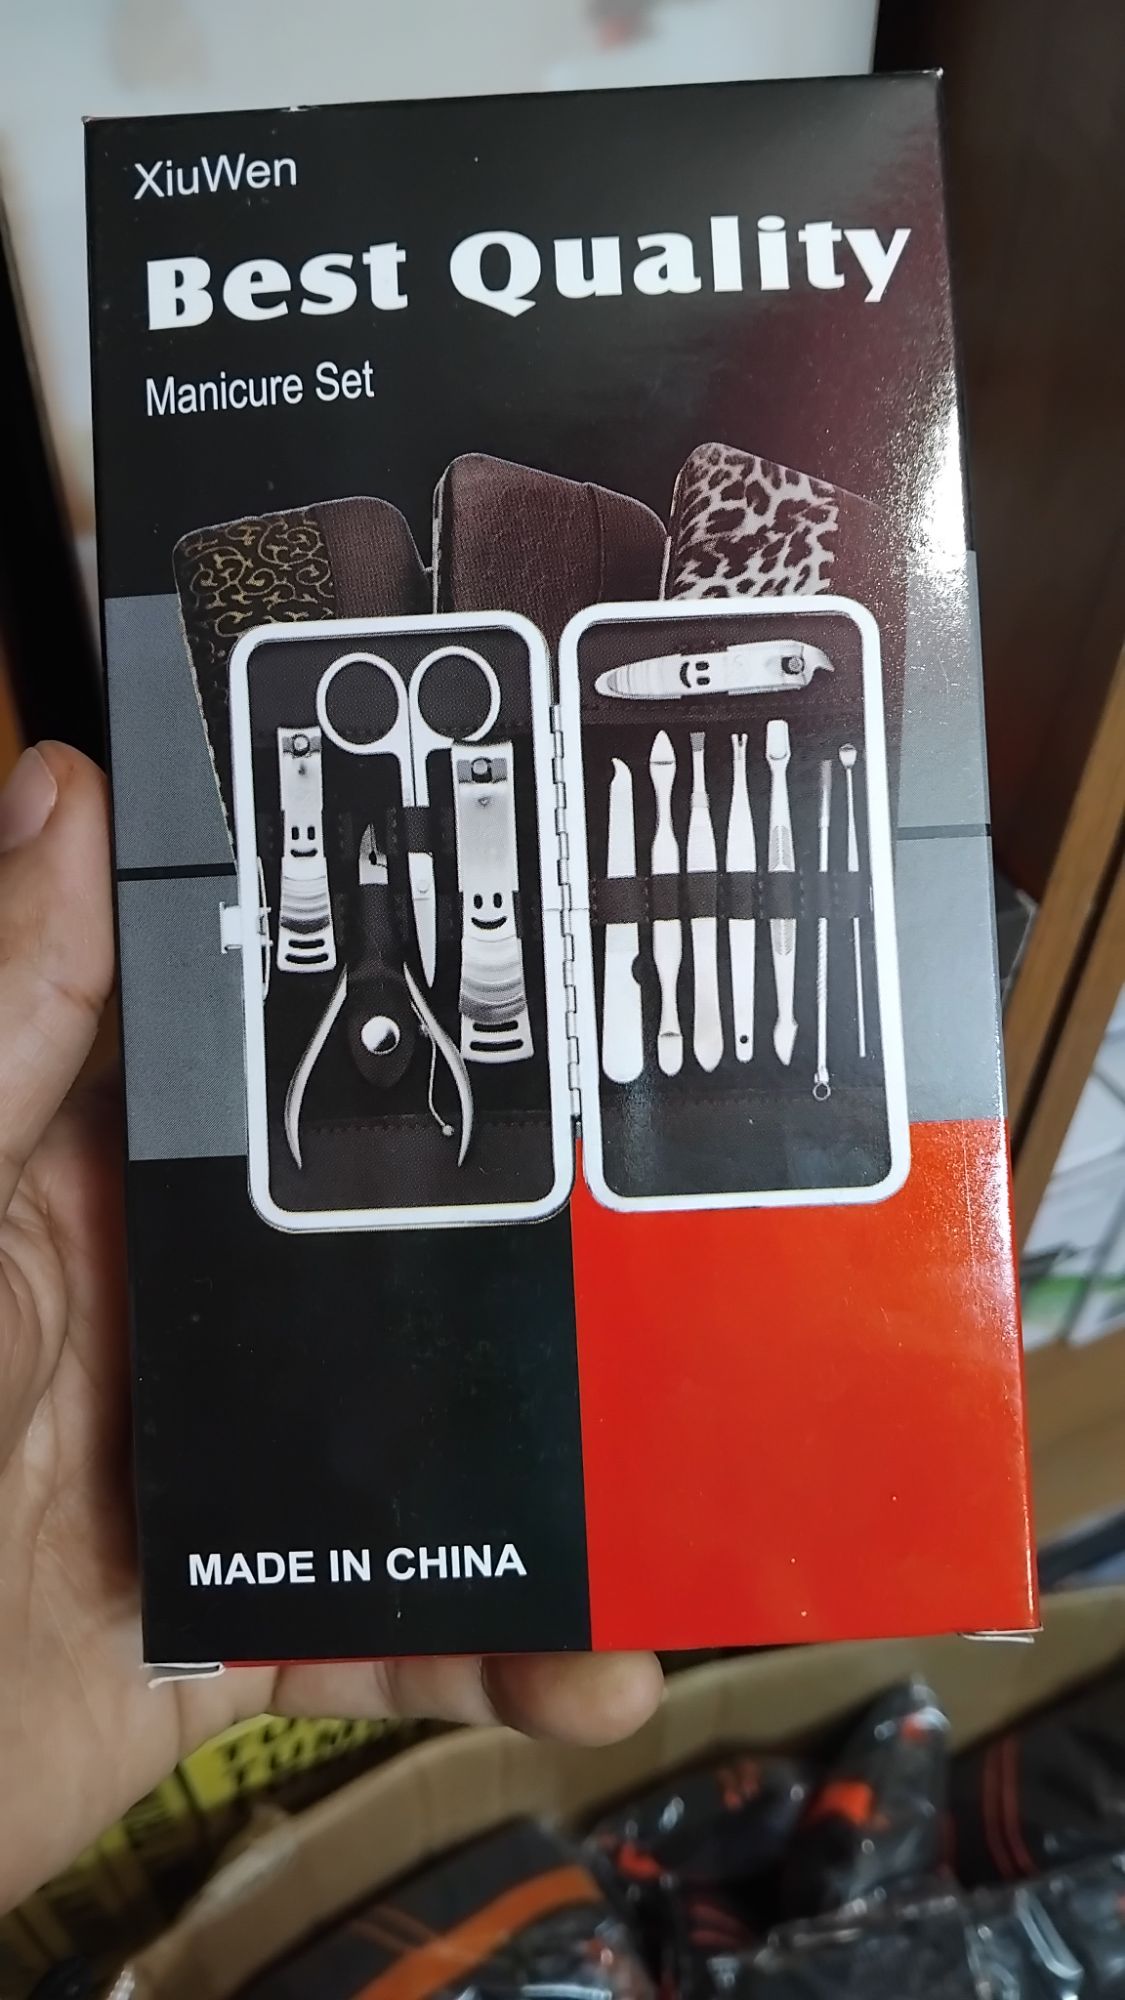 XiuWen
Best Quality
Manicure Set
MADE IN CHINA